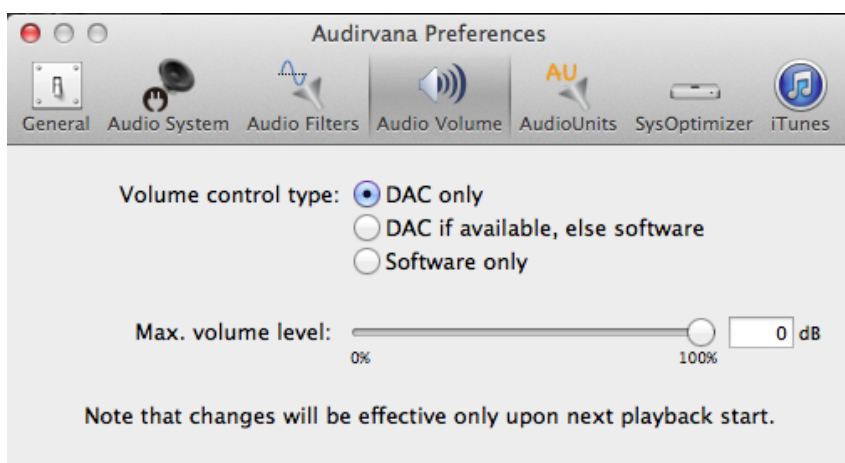 Audirvana Preferences
AU
General Audio System Audio Filters Audio Volume AudioUnits SysOptimizer iTunes
Volume control type: DAC only
DAC if available, else software
Software only
Max. volume level: 0 dB
0% 100%
Note that changes will be effective only upon next playback start.